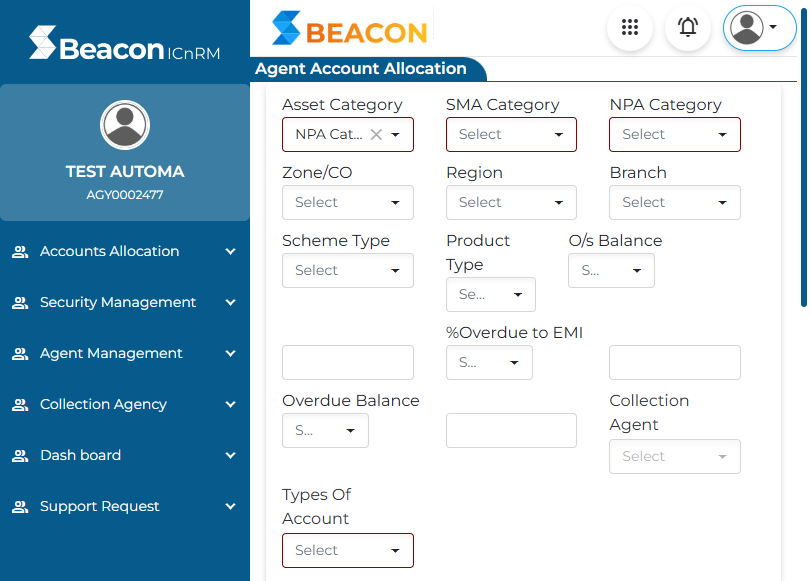 Beacon ICnRM
BEACON
Agent Account Allocation
TEST AUTOMA
AGY0002477
Accounts Allocation
Security Management
Agent Management
Collection Agency
Dash board
Support Request
Asset Category SMA Category NPA Category
NPA Cat... Select Select
Zone/CO Region Branch
Select Select Select
Scheme Type Product Type O/s Balance
Select Se... S...
%Overdue to EMI
S...
Overdue Balance Collection Agent
S... Select
Types Of
Account
Select